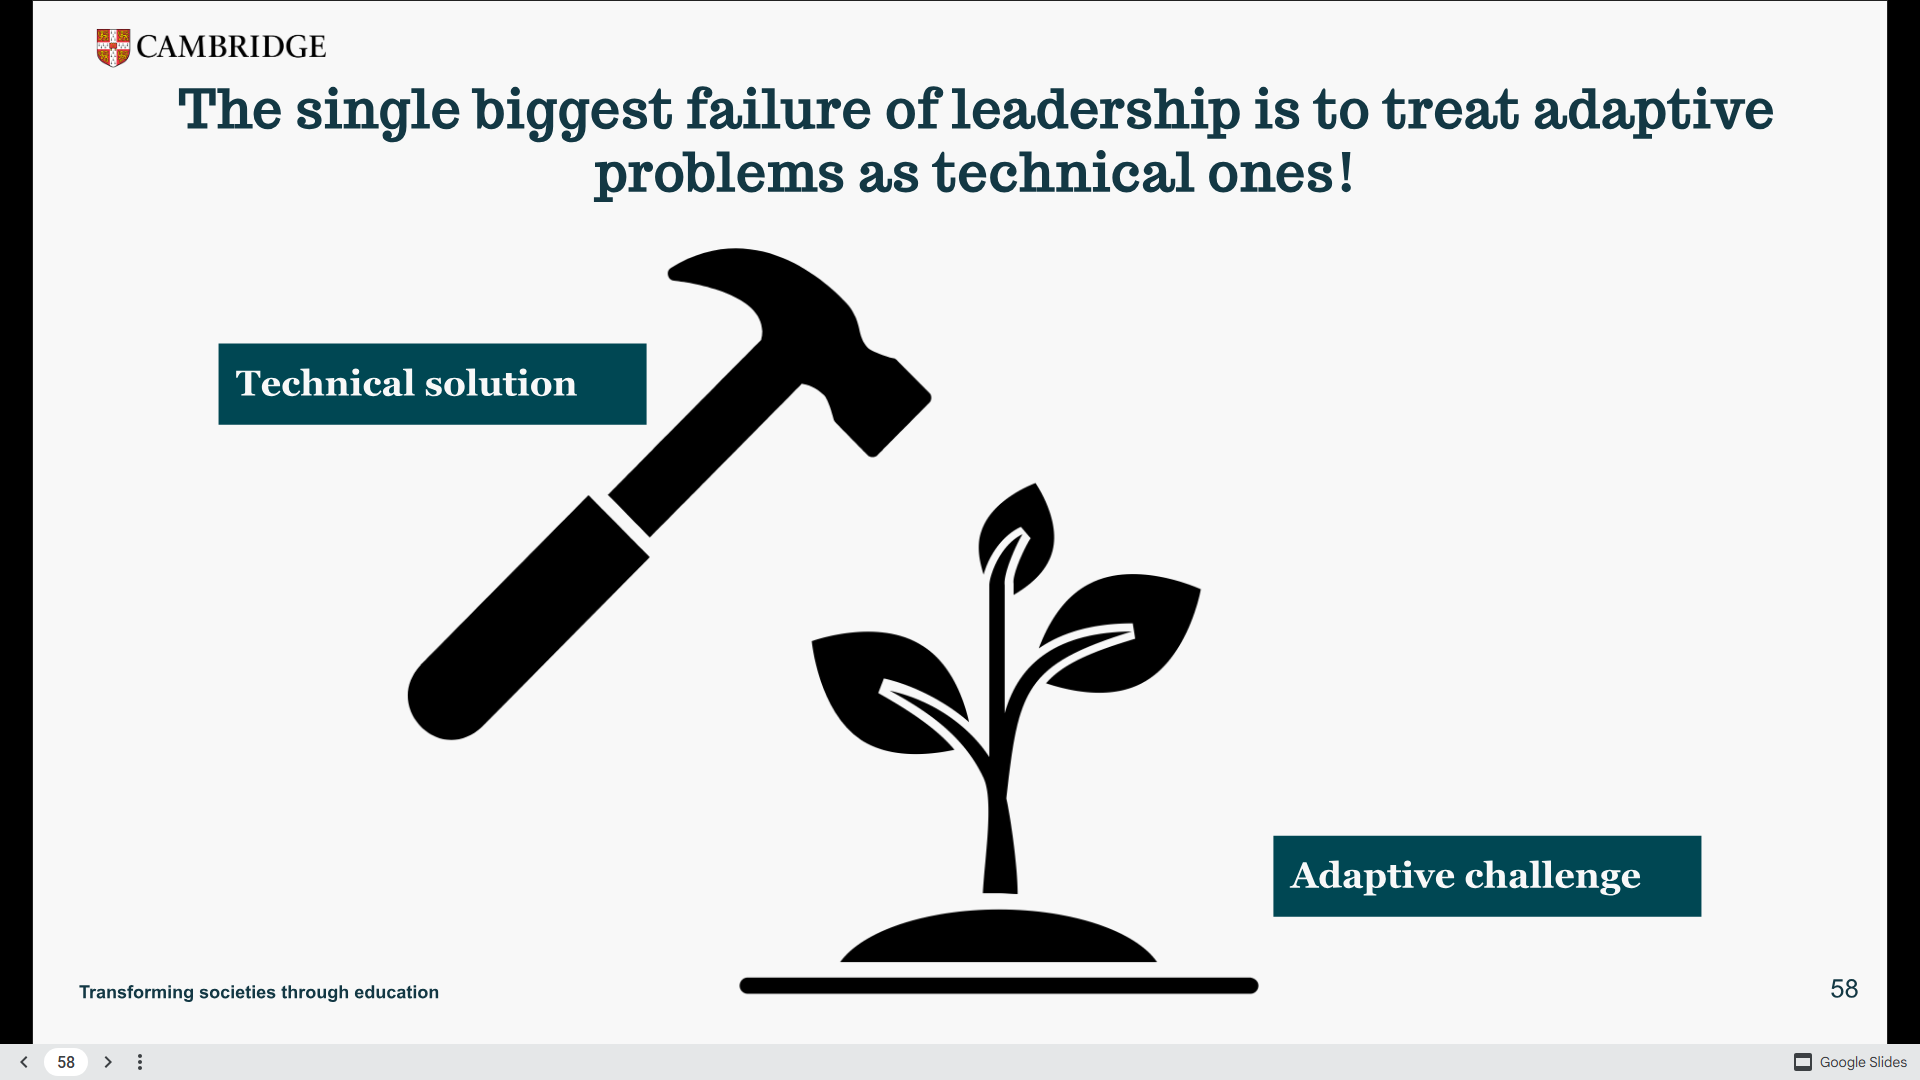 CAMBRIDGE
The single biggest failure of leadership is to treat adaptive
problems as technical ones!
Technical solution
Adaptive challenge
Transforming societies through education
58
58
Google Slides